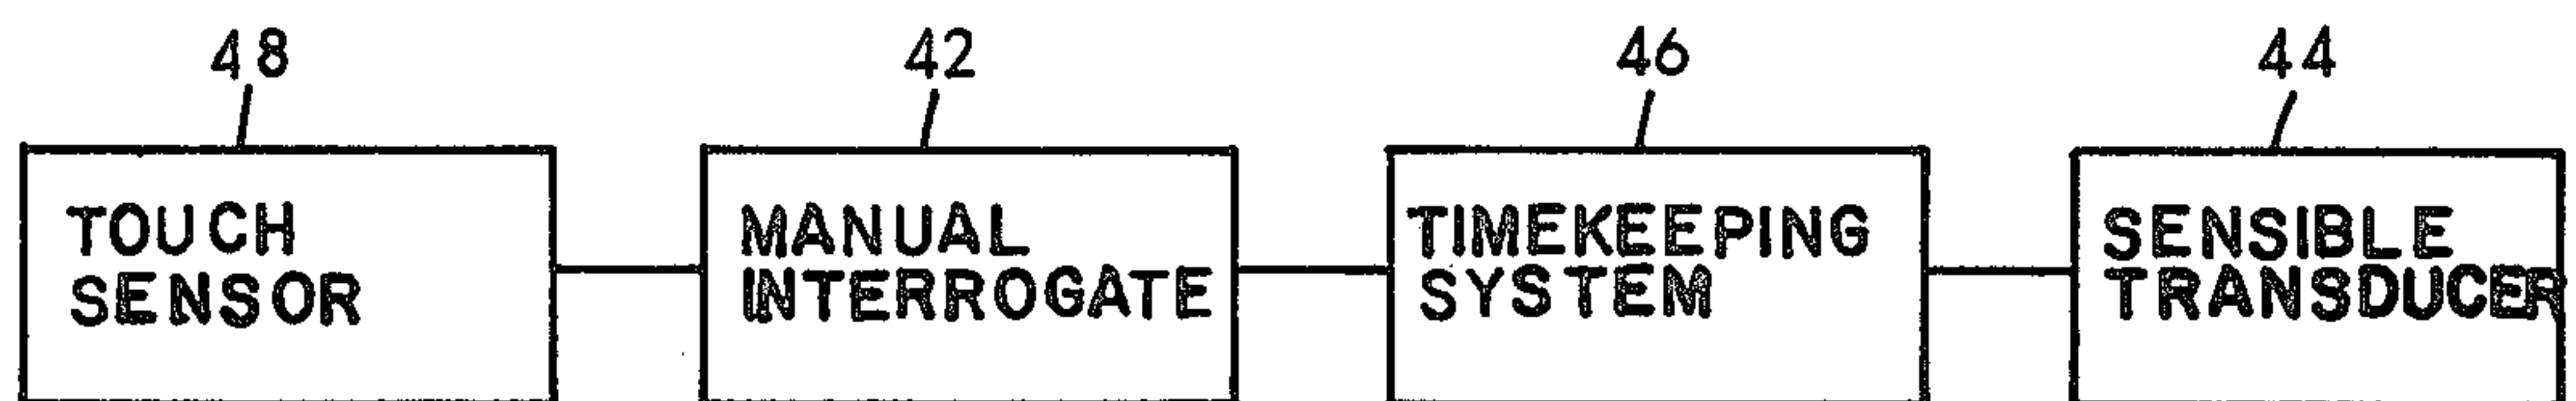 48
42
46
44
TOUCH
SENSOR
MANUAL
INTERROGATE
TIMEKEEPING
SYSTEM
SENSIBLE
TRANSDUCER